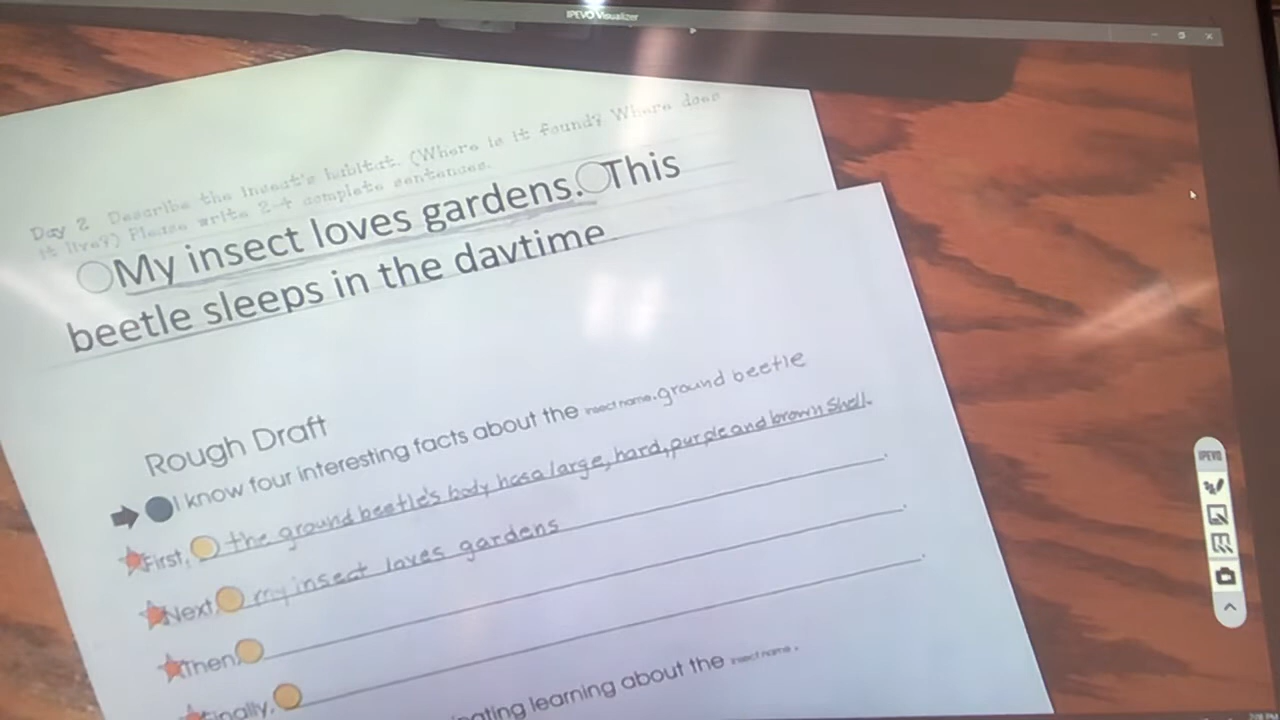 IPEVO Visualizer
Day 2 Describe the insect's habitat. (Where is it found? Where does
it live?) Please write 2-4 complete sentences.
My insect loves gardens. This
beetle sleeps in the daytime
Rough Draft
I know four interesting facts about the insect name. ground beetle
First, the ground beetle's body has a large, hard, purple and brown shell.
Next, my insect loves gardens
Then,
Finally,
learning about the insect name.
IPEVO